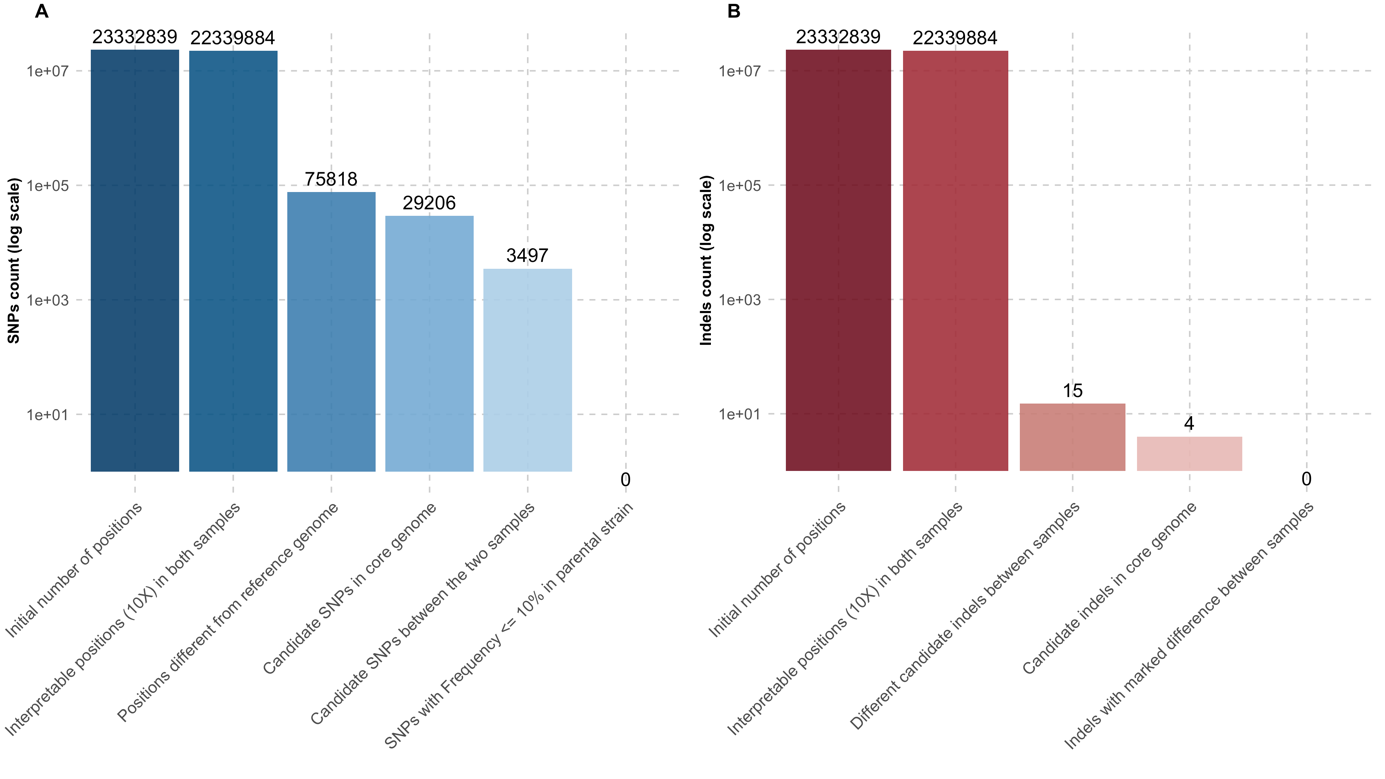 A
SNPs count (log scale)
1e+07
1e+05
1e+03
1e+01
23332839
22339884
75818
29206
3497
0
Initial number of positions
Interpretable positions (10X) in both samples
Positions different from reference genome
Candidate SNPs in core genome
Candidate SNPs between the two samples
SNPs with Frequency <= 10% in parental strain
B
Indels count (log scale)
1e+07
1e+05
1e+03
1e+01
23332839
22339884
15
4
0
Initial number of positions
Interpretable positions (10X) in both samples
Different candidate indels between samples
Candidate indels in core genome
Indels with marked difference between samples